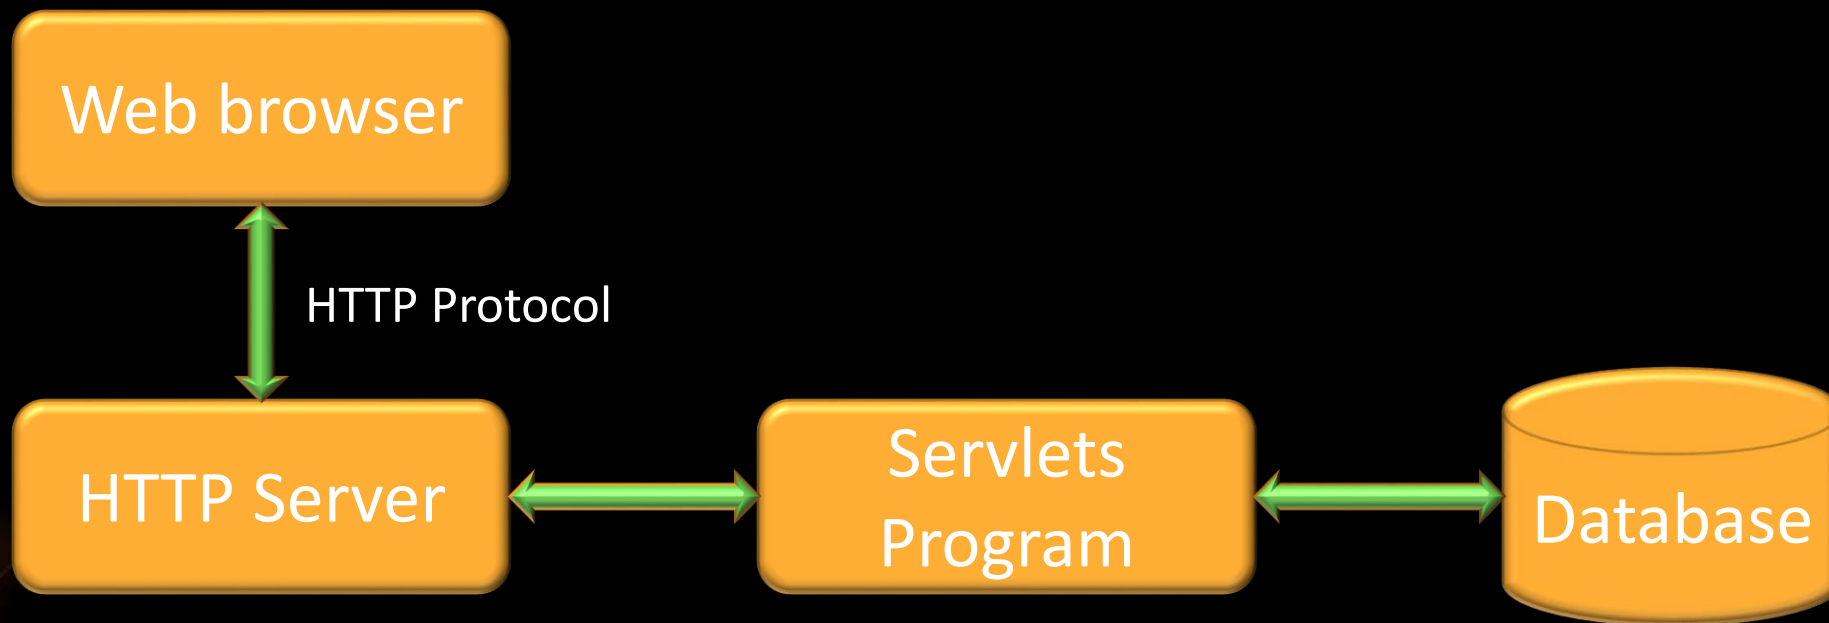 Web browser
HTTP Protocol
HTTP Server
Servlets
Program
Database